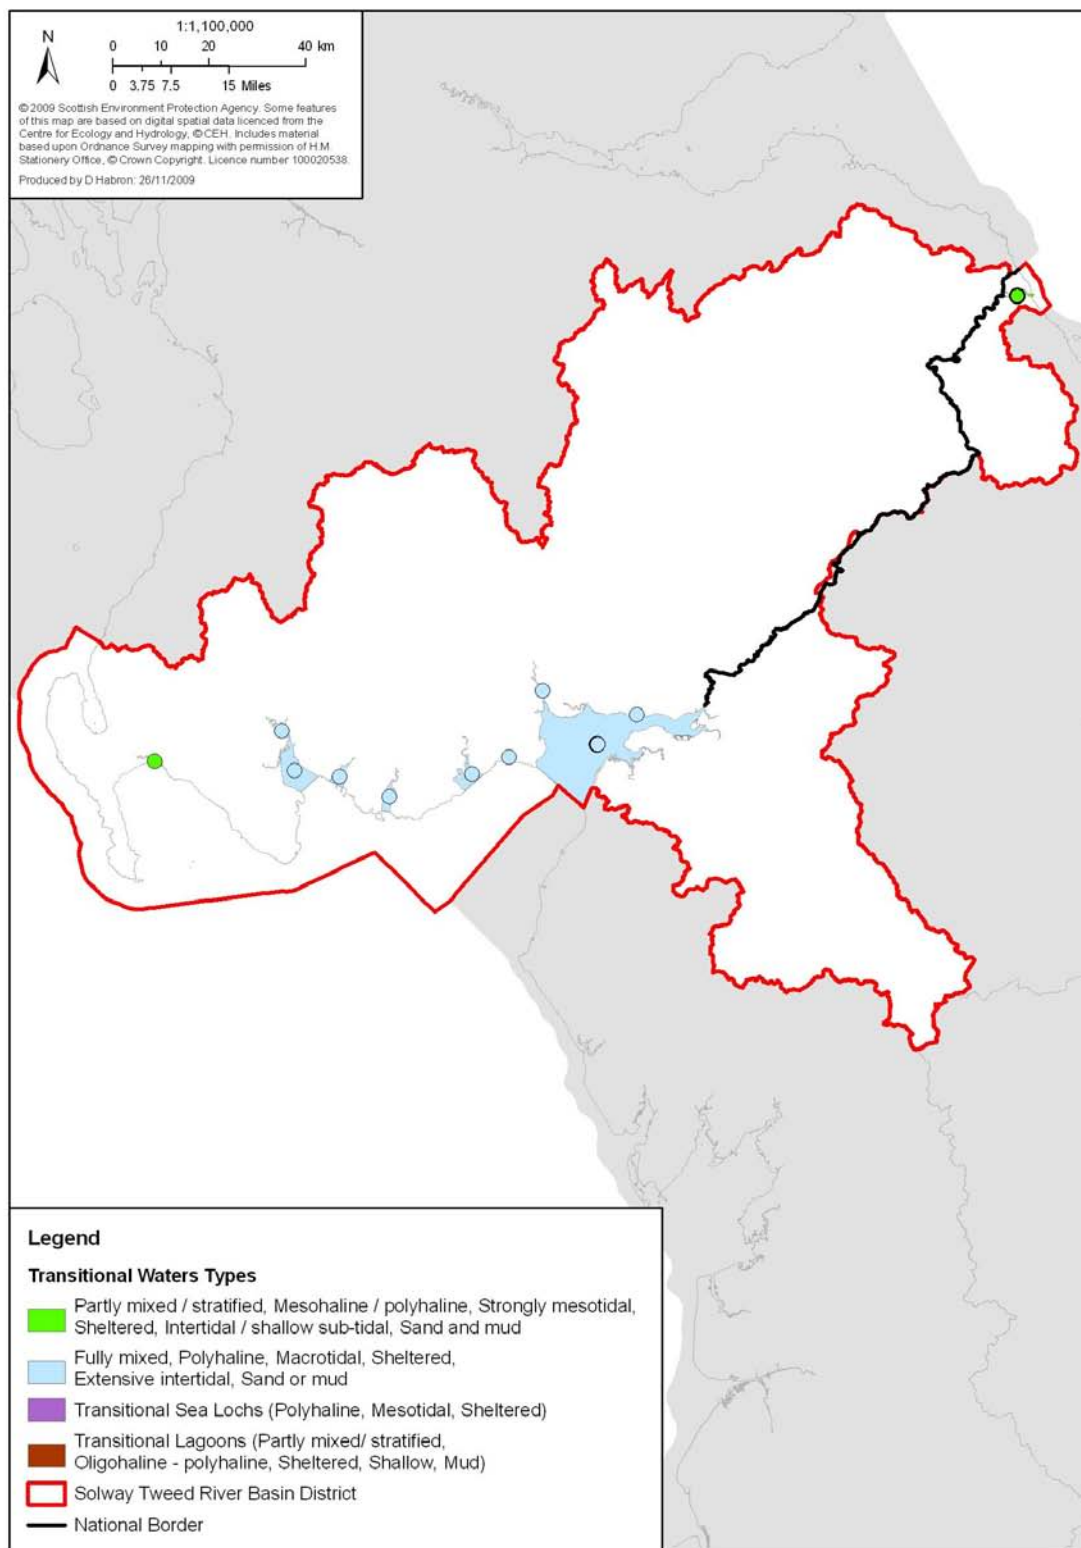 1:1,100,000
N
0 10 20 40 km
0 3.75 7.5 15 Miles
© 2009 Scottish Environment Protection Agency. Some features
of this map are based on digital spatial data licenced from the
Centre for Ecology and Hydrology, © CEH. Includes material
based upon Ordnance Survey mapping with permission of H.M.
Stationery Office, © Crown Copyright. Licence number 100020538.
Produced by D Habron: 26/11/2009
Legend
Transitional Waters Types
Partly mixed / stratified, Mesohaline / polyhaline, Strongly mesotidal,
Sheltered, Intertidal / shallow sub-tidal, Sand and mud
Fully mixed, Polyhaline, Macrotidal, Sheltered,
Extensive intertidal, Sand or mud
Transitional Sea Lochs (Polyhaline, Mesotidal, Sheltered)
Transitional Lagoons (Partly mixed/ stratified,
Oligohaline - polyhaline, Sheltered, Shallow, Mud)
Solway Tweed River Basin District
National Border